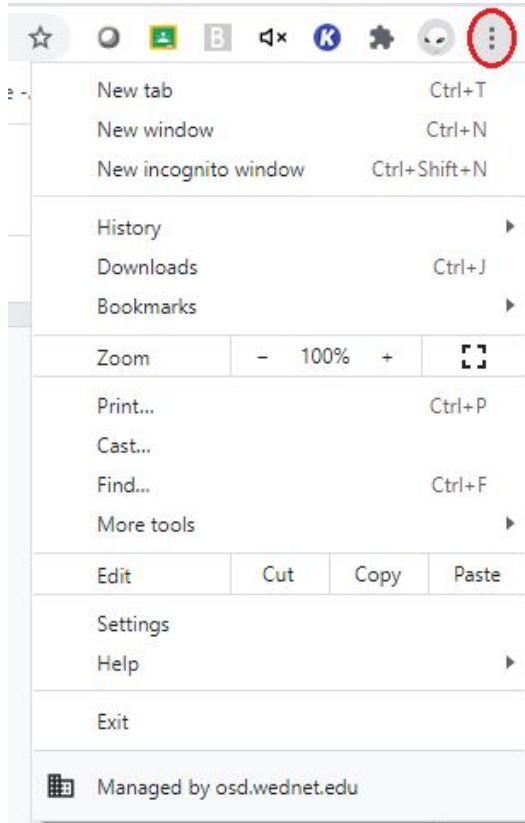 B K
e -.
New tab Ctrl+T
New window Ctrl+N
New incognito window Ctrl+Shift+N
History
Downloads Ctrl+J
Bookmarks
Zoom - 100% +
Print... Ctrl+P
Cast...
Find... Ctrl+F
More tools
Edit Cut Copy Paste
Settings
Help
Exit
Managed by osd.wednet.edu